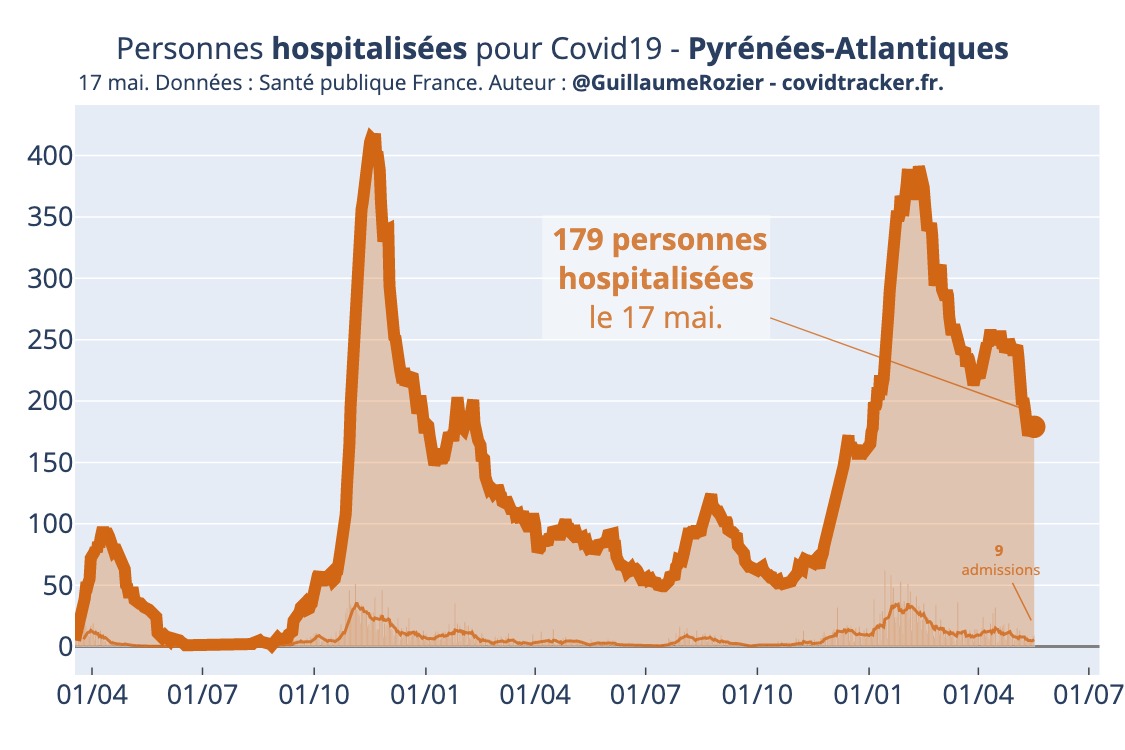 Personnes hospitalisées pour Covid19 - Pyrénées-Atlantiques
17 mai. Données : Santé publique France. Auteur : @GuillaumeRozier - covidtracker.fr.
400
350
300
250
200
150
100
50
0
179 personnes
hospitalisées
le 17 mai.
9
admissions
01/04 01/07 01/10 01/01 01/04 01/07 01/10 01/01 01/04 01/07